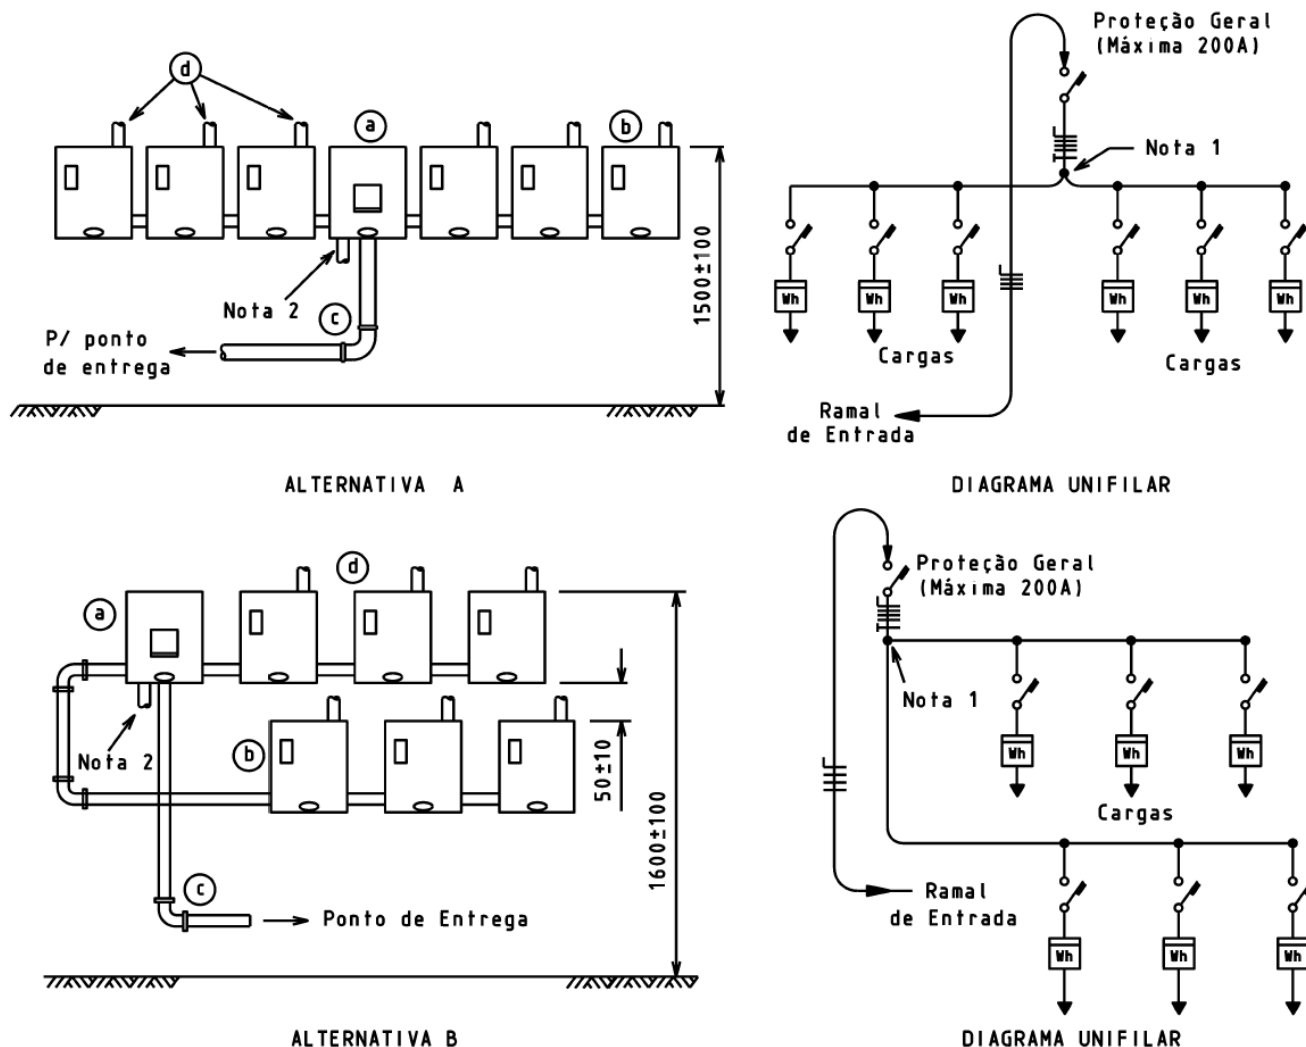 d
a
b
Nota 2
c
P/ ponto
de entrega
1500±100
ALTERNATIVA A
Proteção Geral
(Máxima 200A)
Nota 1
Wh
Wh
Wh
Wh
Wh
Wh
Cargas
Cargas
Ramal
de Entrada
DIAGRAMA UNIFILAR
d
a
Nota 2
b
50±10
1600±100
c
Ponto de Entrega
ALTERNATIVA B
Proteção Geral
(Máxima 200A)
Nota 1
Wh
Wh
Wh
Cargas
Ramal
de Entrada
Wh
Wh
Wh
DIAGRAMA UNIFILAR